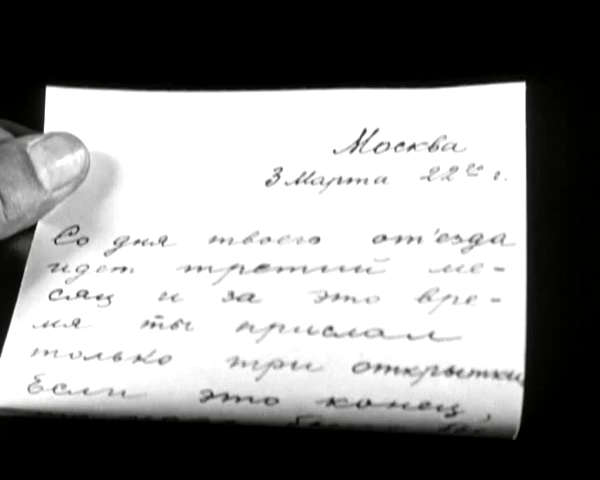 Москва
3 Марта 22го г.
Со дня твоего от'езда
идет третий ме-
сяц и за это вре-
мя ты прислал
только три открытки
Если это конец,